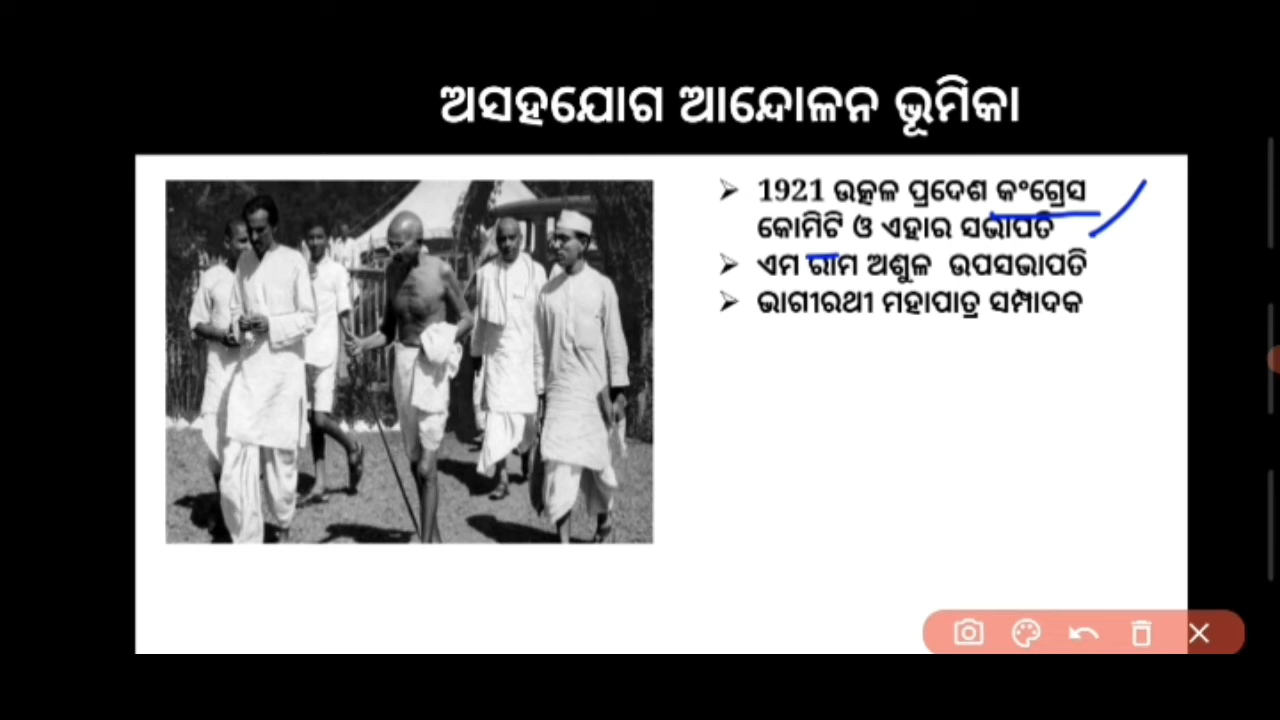 ଅସହଯୋଗ ଆନ୍ଦୋଳନ ଭୂମିକା
➢ 1921 ଉତ୍କଳ ପ୍ରଦେଶ କଂଗ୍ରେସ
କୋମିଟି ଓ ଏହାର ସଭାପତି
➢ ଏମ ରାମ ଅଶୁଳ ଉପସଭାପତି
➢ ଭାଗୀରଥୀ ମହାପାତ୍ର ସମ୍ପାଦକ